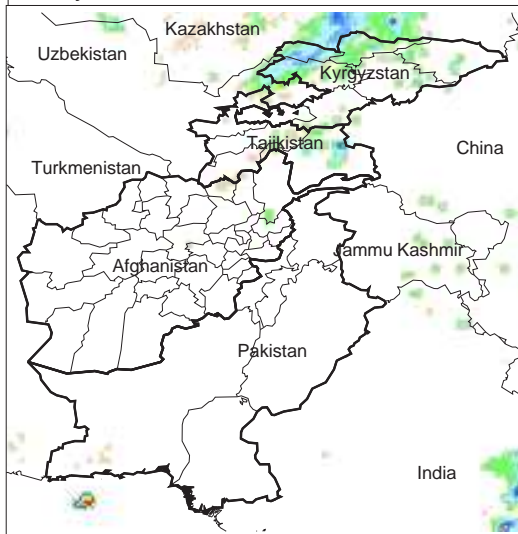 Kazakhstan
Uzbekistan
Kyrgyzstan
Tajikistan
China
Turkmenistan
Jammu Kashmir
Afghanistan
Pakistan
India